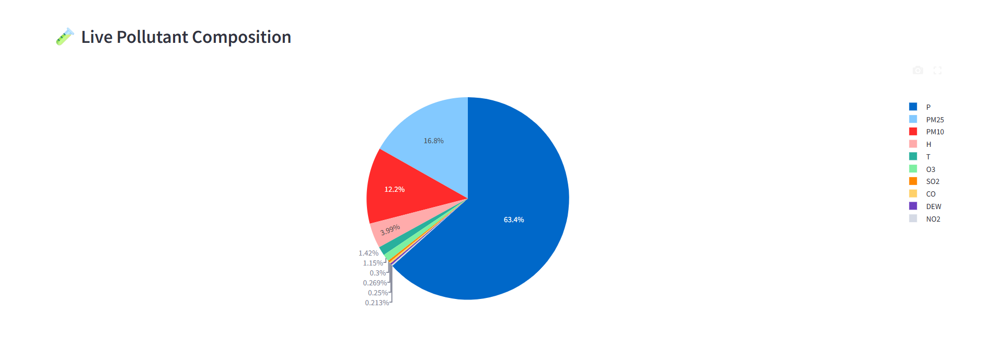 Live Pollutant Composition
16.8%
12.2%
63.4%
3.99%
1.42%
1.15%
0.3%
0.269%
0.25%
0.213%
P
PM25
PM10
H
T
O3
SO2
CO
DEW
NO2